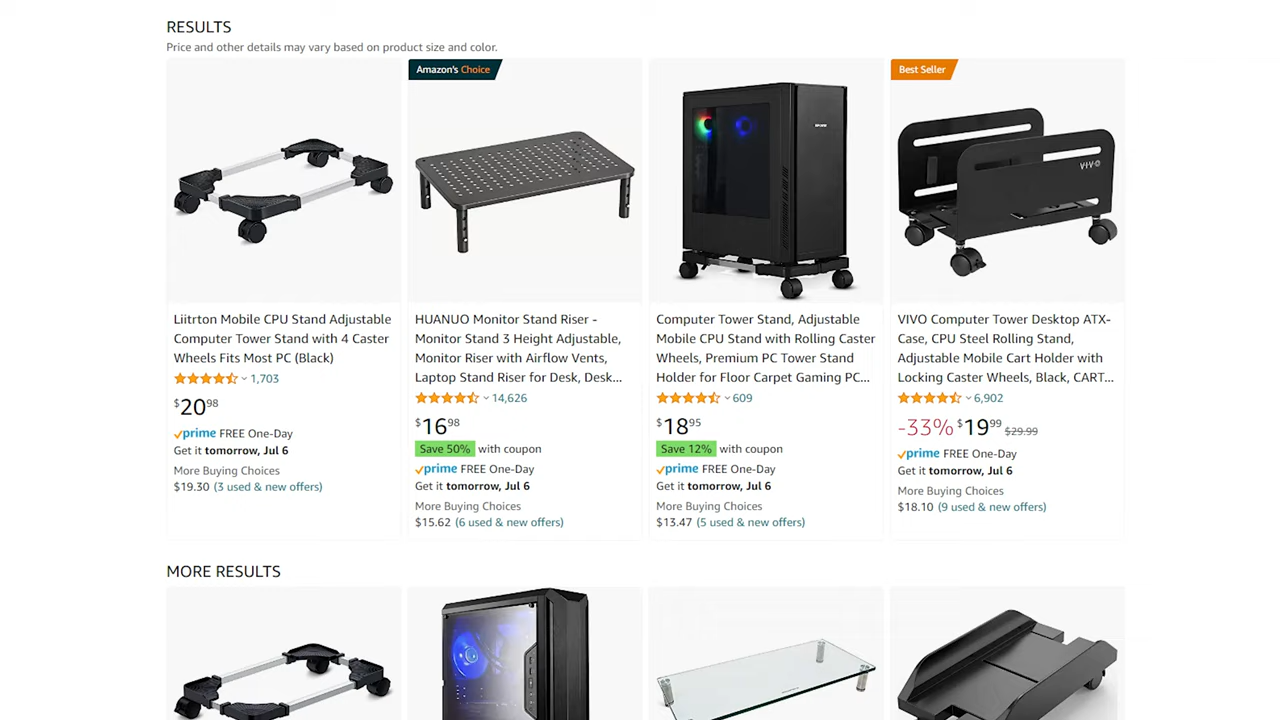 RESULTS
Price and other details may vary based on product size and color.
Liitrton Mobile CPU Stand Adjustable
Computer Tower Stand with 4 Caster
Wheels Fits Most PC (Black)
1,703
$20 98
prime FREE One-Day
Get it tomorrow, Jul 6
More Buying Choices
$19.30 (3 used & new offers)
Amazon's Choice
HUANUO Monitor Stand Riser -
Monitor Stand 3 Height Adjustable,
Monitor Riser with Airflow Vents,
Laptop Stand Riser for Desk, Desk...
14,626
$16 98
Save 50% with coupon
prime FREE One-Day
Get it tomorrow, Jul 6
More Buying Choices
$15.62 (6 used & new offers)
Computer Tower Stand, Adjustable
Mobile CPU Stand with Rolling Caster
Wheels, Premium PC Tower Stand
Holder for Floor Carpet Gaming PC...
609
$18 95
Save 12% with coupon
prime FREE One-Day
Get it tomorrow, Jul 6
More Buying Choices
$13.47 (5 used & new offers)
Best Seller
VIVO
VIVO Computer Tower Desktop ATX-
Case, CPU Steel Rolling Stand,
Adjustable Mobile Cart Holder with
Locking Caster Wheels, Black, CART...
6,902
-33% $19 99 $29.99
prime FREE One-Day
Get it tomorrow, Jul 6
More Buying Choices
$18.10 (9 used & new offers)
MORE RESULTS